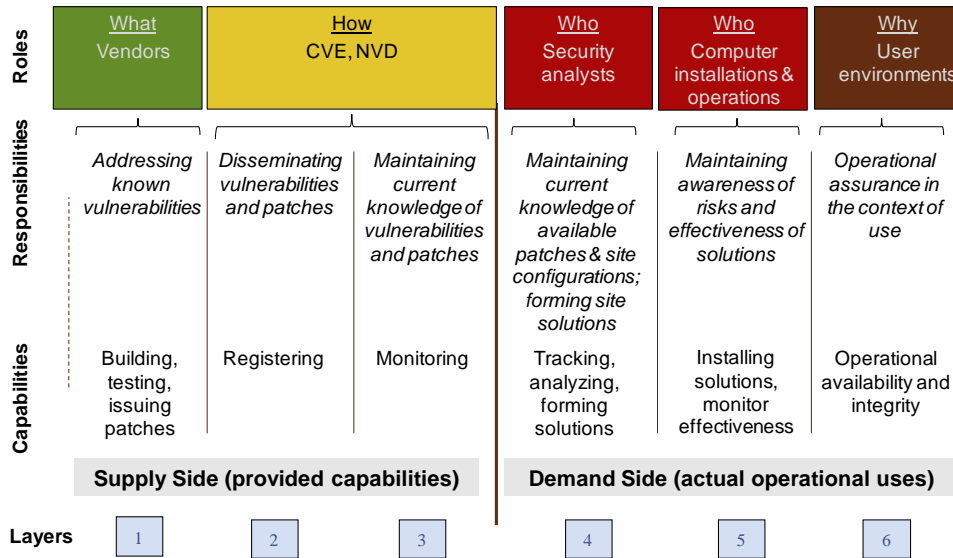 Roles
What
Vendors
How
CVE, NVD
Who
Security
analysts
Who
Computer
installations &
operations
Why
User
environments
Responsibilities
Addressing
known
vulnerabilities
Disseminating
vulnerabilities
and patches
Maintaining
current
knowledge of
vulnerabilities
and patches
Maintaining
current
knowledge of
available
patches & site
configurations;
forming site
solutions
Maintaining
awareness of
risks and
effectiveness of
solutions
Operational
assurance in
the context of
use
Capabilities
Building,
testing,
issuing
patches
Registering
Monitoring
Tracking,
analyzing,
forming
solutions
Installing
solutions,
monitor
effectiveness
Operational
availability and
integrity
Supply Side (provided capabilities)
Demand Side (actual operational uses)
Layers
1
2
3
4
5
6